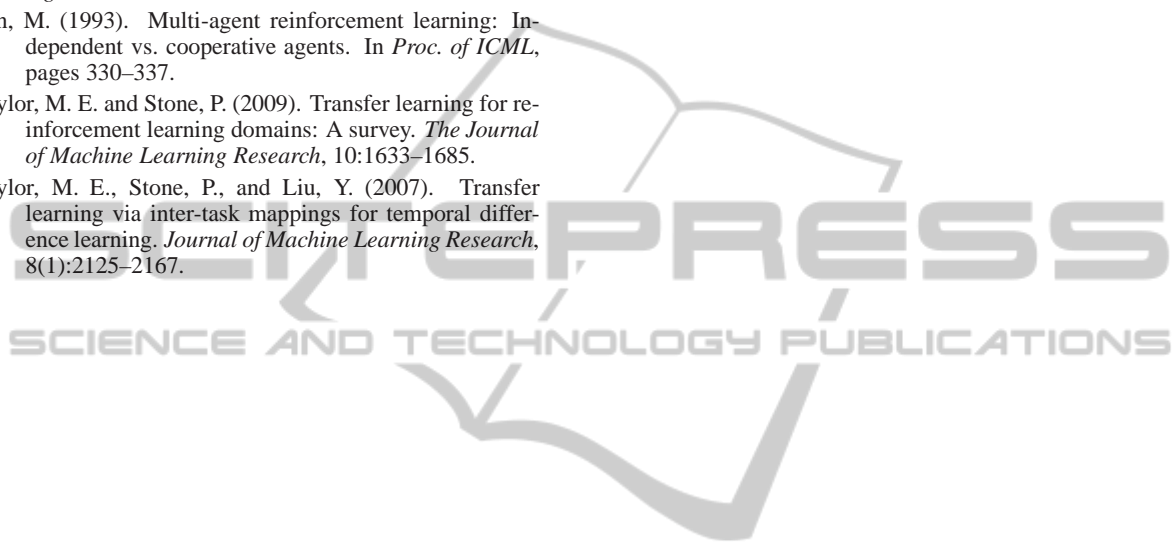 n, M. (1993). Multi-agent reinforcement learning: In-
dependent vs. cooperative agents. In Proc. of ICML,
pages 330–337.
ylor, M. E. and Stone, P. (2009). Transfer learning for re-
inforcement learning domains: A survey. The Journal
of Machine Learning Research, 10:1633–1685.
ylor, M. E., Stone, P., and Liu, Y. (2007). Transfer
learning via inter-task mappings for temporal differ-
ence learning. Journal of Machine Learning Research,
8(1):2125–2167.
SCITEPRESS
SCIENCE AND TECHNOLOGY PUBLICATIONS